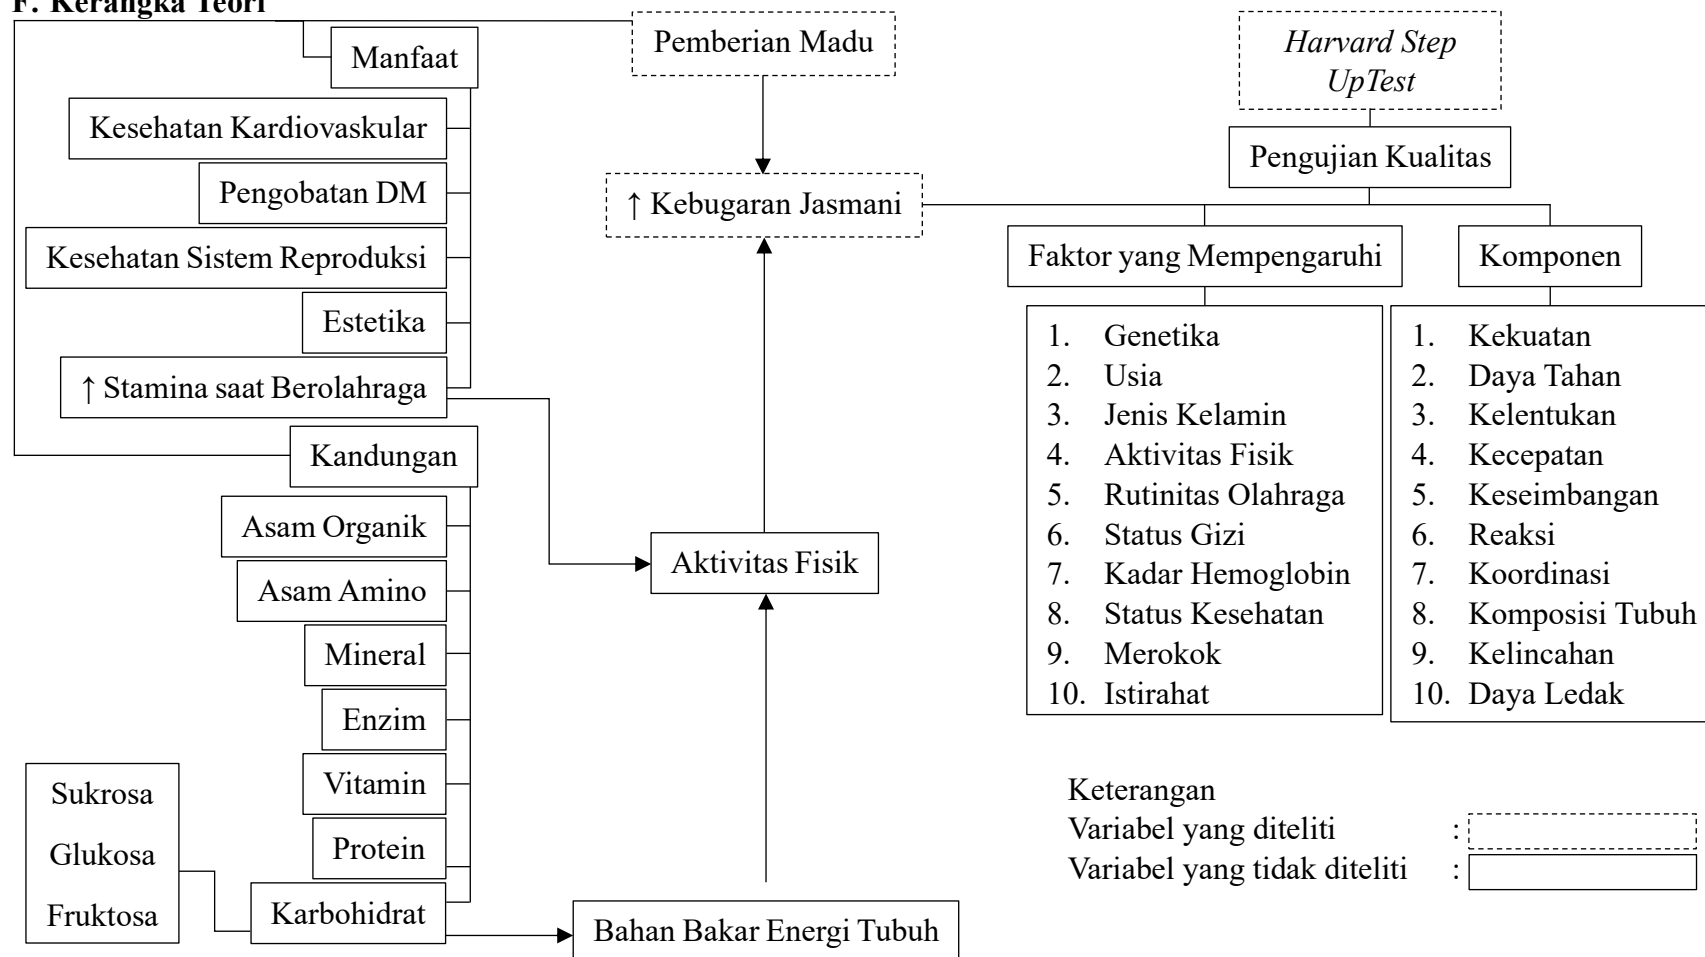 F. Kerangka Teori
Manfaat
Kesehatan Kardiovaskular
Pengobatan DM
Kesehatan Sistem Reproduksi
Estetika
↑ Stamina saat Berolahraga
Kandungan
Asam Organik
Asam Amino
Mineral
Enzim
Vitamin
Protein
Karbohidrat
Sukrosa
Glukosa
Fruktosa
Pemberian Madu
↑ Kebugaran Jasmani
Aktivitas Fisik
Bahan Bakar Energi Tubuh
Harvard Step
UpTest
Pengujian Kualitas
Faktor yang Mempengaruhi
1. Genetika
2. Usia
3. Jenis Kelamin
4. Aktivitas Fisik
5. Rutinitas Olahraga
6. Status Gizi
7. Kadar Hemoglobin
8. Status Kesehatan
9. Merokok
10. Istirahat
Komponen
1. Kekuatan
2. Daya Tahan
3. Kelentukan
4. Kecepatan
5. Keseimbangan
6. Reaksi
7. Koordinasi
8. Komposisi Tubuh
9. Kelincahan
10. Daya Ledak
Keterangan
Variabel yang diteliti :
Variabel yang tidak diteliti :